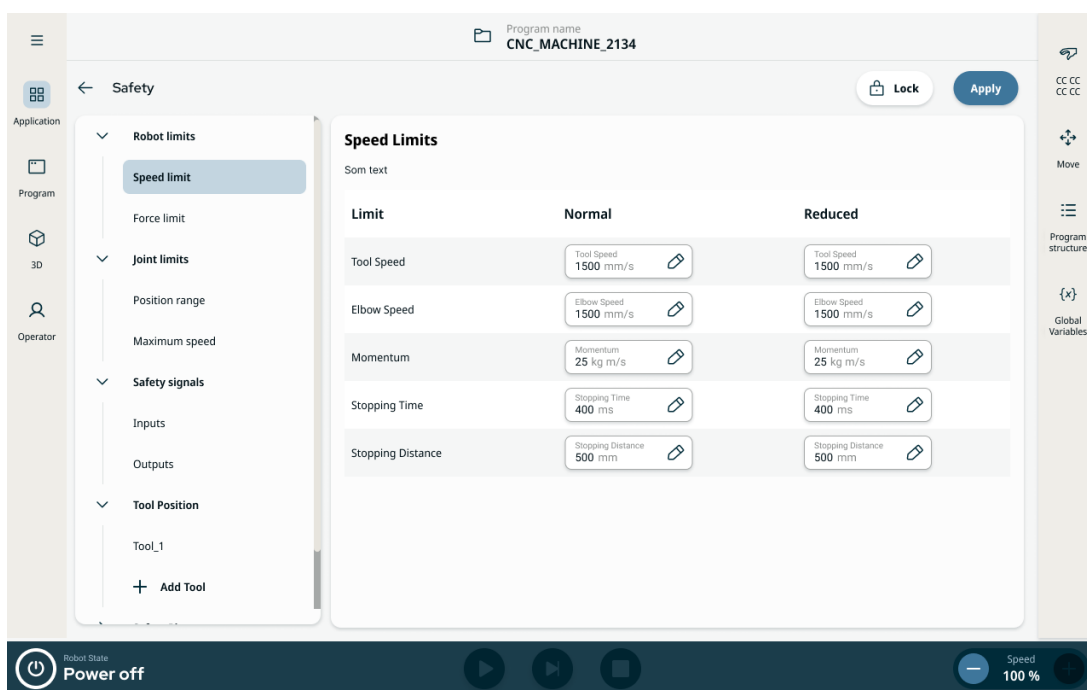 Program name
CNC_MACHINE_2134
Safety
Lock
Apply
Application
Program
3D
Operator
Robot limits
Speed limit
Force limit
Joint limits
Position range
Maximum speed
Safety signals
Inputs
Outputs
Tool Position
Tool_1
Add Tool
Speed Limits
Som text
Limit Normal Reduced
Tool Speed
Tool Speed
1500 mm/s
Tool Speed
1500 mm/s
Elbow Speed
Elbow Speed
1500 mm/s
Elbow Speed
1500 mm/s
Momentum
Momentum
25 kg m/s
Momentum
25 kg m/s
Stopping Time
Stopping Time
400 ms
Stopping Time
400 ms
Stopping Distance
Stopping Distance
500 mm
Stopping Distance
500 mm
CC CC
CC CC
Move
Program
structure
{x}
Global
Variables
Robot State
Power off
Speed
100 %